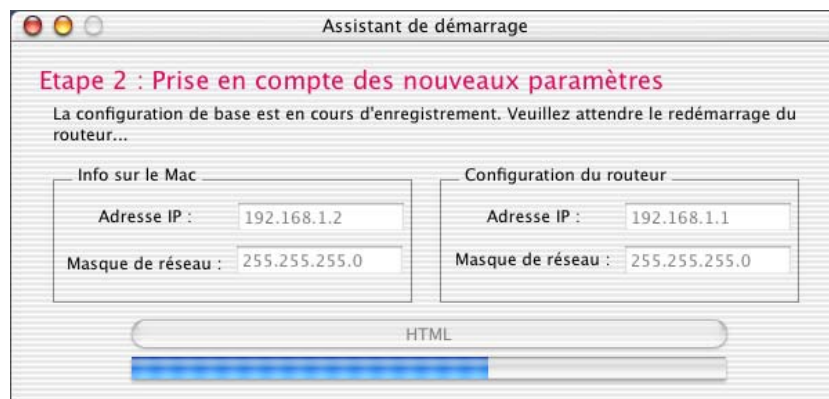 Assistant de démarrage
Etape 2 : Prise en compte des nouveaux paramètres
La configuration de base est en cours d'enregistrement. Veuillez attendre le redémarrage du
routeur...
Info sur le Mac
Adresse IP : 192.168.1.2
Masque de réseau : 255.255.255.0
Configuration du routeur
Adresse IP : 192.168.1.1
Masque de réseau : 255.255.255.0
HTML